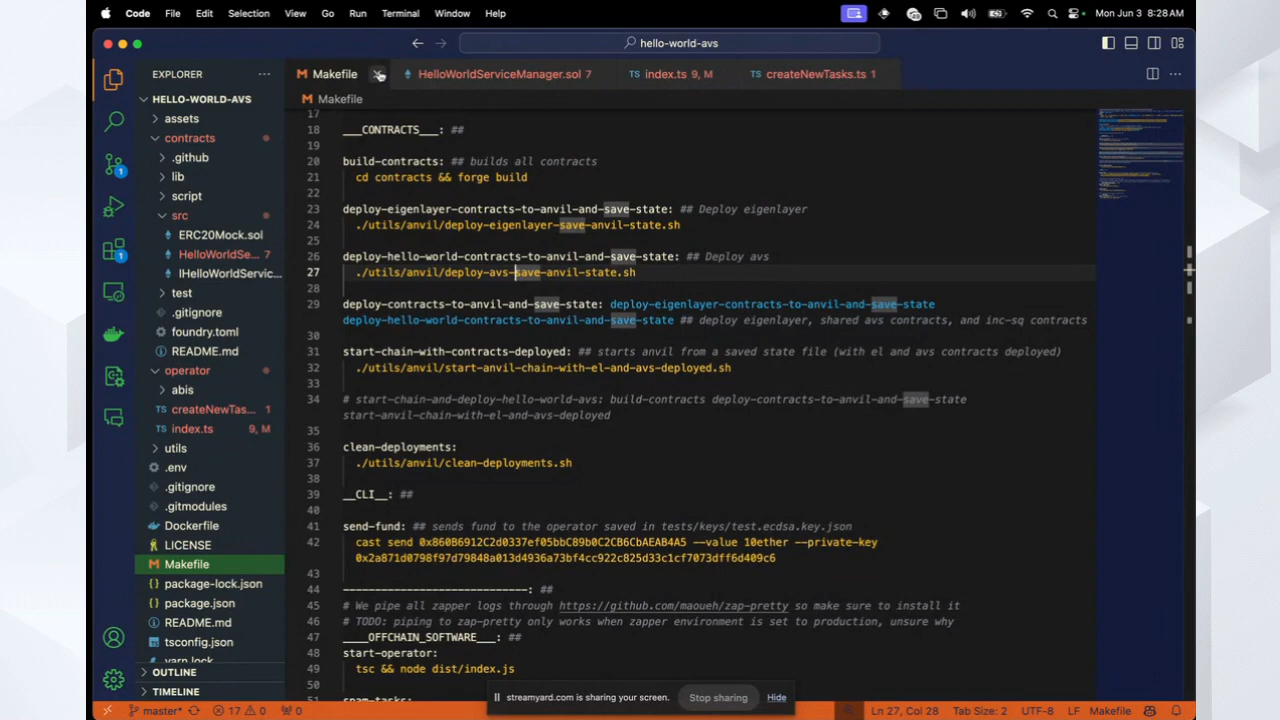 Code File Edit Selection View Go Run Terminal Window Help Mon Jun 3 8:28 AM
hello-world-avs
EXPLORER
Makefile
HelloWorldServiceManager.sol 7
index.ts 9, M
createNewTasks.ts 1
HELLO-WORLD-AVS
assets
contracts
.github
lib
script
src
ERC20Mock.sol
HelloWorldSe... 7
IHelloWorldServic...
test
.gitignore
foundry.toml
README.md
operator
abis
createNewTas... 1
index.ts 9, M
utils
.env
.gitignore
.gitmodules
Dockerfile
LICENSE
Makefile
package-lock.json
package.json
README.md
tsconfig.json
yarn.lock
OUTLINE
TIMELINE
Makefile
17
18 ___CONTRACTS___: ##
19
20 build-contracts: ## builds all contracts
21 cd contracts && forge build
22
23 deploy-eigenlayer-contracts-to-anvil-and-save-state: ## Deploy eigenlayer
24 ./utils/anvil/deploy-eigenlayer-save-anvil-state.sh
25
26 deploy-hello-world-contracts-to-anvil-and-save-state: ## Deploy avs
27 ./utils/anvil/deploy-avs-save-anvil-state.sh
28
29 deploy-contracts-to-anvil-and-save-state: deploy-eigenlayer-contracts-to-anvil-and-save-state
deploy-hello-world-contracts-to-anvil-and-save-state ## deploy eigenlayer, shared avs contracts, and inc-sq contracts
30
31 start-chain-with-contracts-deployed: ## starts anvil from a saved state file (with el and avs contracts deployed)
32 ./utils/anvil/start-anvil-chain-with-el-and-avs-deployed.sh
33
34 # start-chain-and-deploy-hello-world-avs: build-contracts deploy-contracts-to-anvil-and-save-state
start-anvil-chain-with-el-and-avs-deployed
35
36 clean-deployments:
37 ./utils/anvil/clean-deployments.sh
38
39 __CLI__: ##
40
41 send-fund: ## sends fund to the operator saved in tests/keys/test.ecdsa.key.json
42 cast send 0x860B6912C2d0337ef05bbC89b0C2CB6CbAEAB4A5 --value 10ether --private-key
0x2a871d0798f97d79848a013d4936a73bf4cc922c825d33c1cf7073dff6d409c6
43
44 -----------------------------: ##
45 # We pipe all zapper logs through https://github.com/maoueh/zap-pretty so make sure to install it
46 # TODO: piping to zap-pretty only works when zapper environment is set to production, unsure why
47 ____OFFCHAIN_SOFTWARE___: ##
48 start-operator:
49 tsc && node dist/index.js
50
51 spam-tasks:
streamyard.com is sharing your screen. Stop sharing Hide
master* 17 0 0 Ln 27, Col 28 Tab Size: 2 UTF-8 LF Makefile